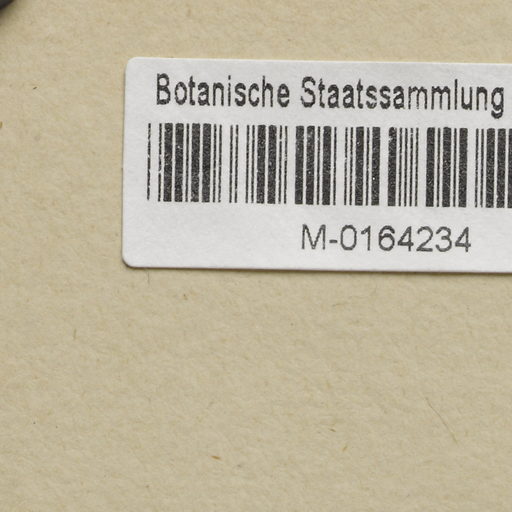 Botanische Staatssammlung
M-0164234